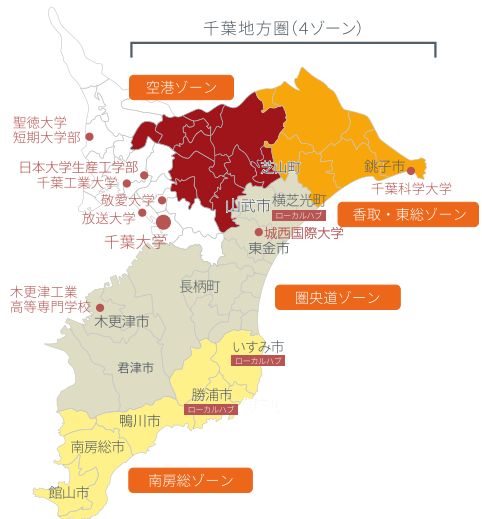 千葉地方圏(4ゾーン)
空港ゾーン
聖徳大学
短期大学部
日本大学生産工学部
千葉工業大学
敬愛大学
放送大学
千葉大学
芝山町
銚子市
千葉科学大学
山武市
横芝光町
ローカルハブ
香取・東総ゾーン
城西国際大学
東金市
長柄町
圏央道ゾーン
木更津工業
高等専門学校
木更津市
いすみ市
ローカルハブ
君津市
勝浦市
ローカルハブ
鴨川市
南房総市
南房総ゾーン
館山市